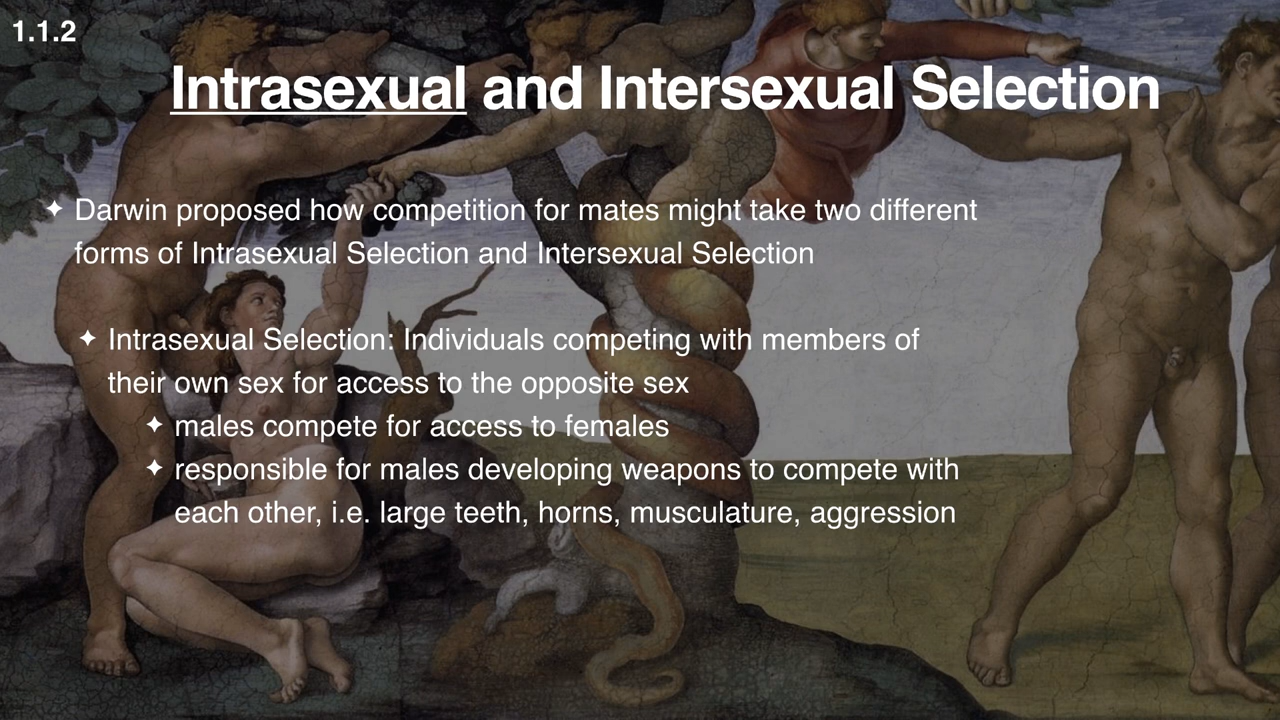 1.1.2
Intrasexual and Intersexual Selection
✦ Darwin proposed how competition for mates might take two different
forms of Intrasexual Selection and Intersexual Selection
✦ Intrasexual Selection: Individuals competing with members of
their own sex for access to the opposite sex
✦ males compete for access to females
✦ responsible for males developing weapons to compete with
each other, i.e. large teeth, horns, musculature, aggression